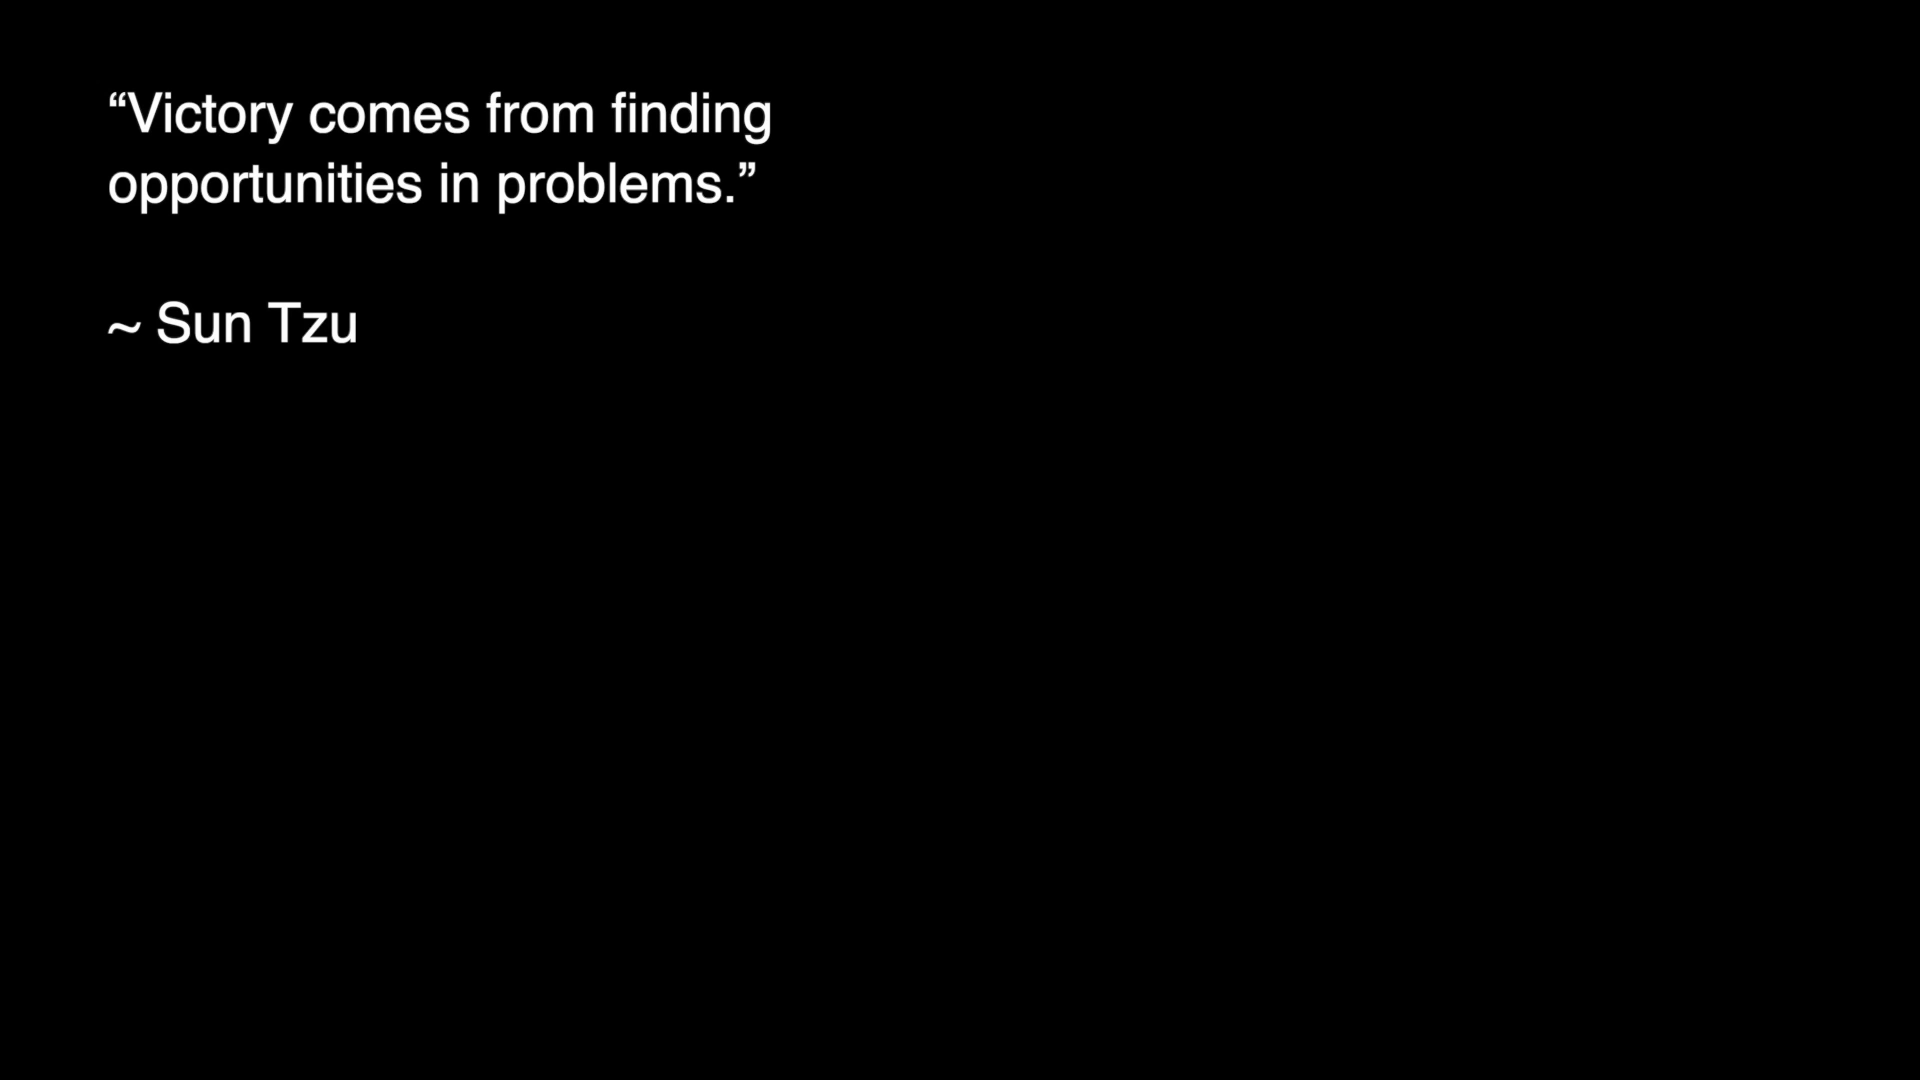 “Victory comes from finding
opportunities in problems.”
~ Sun Tzu